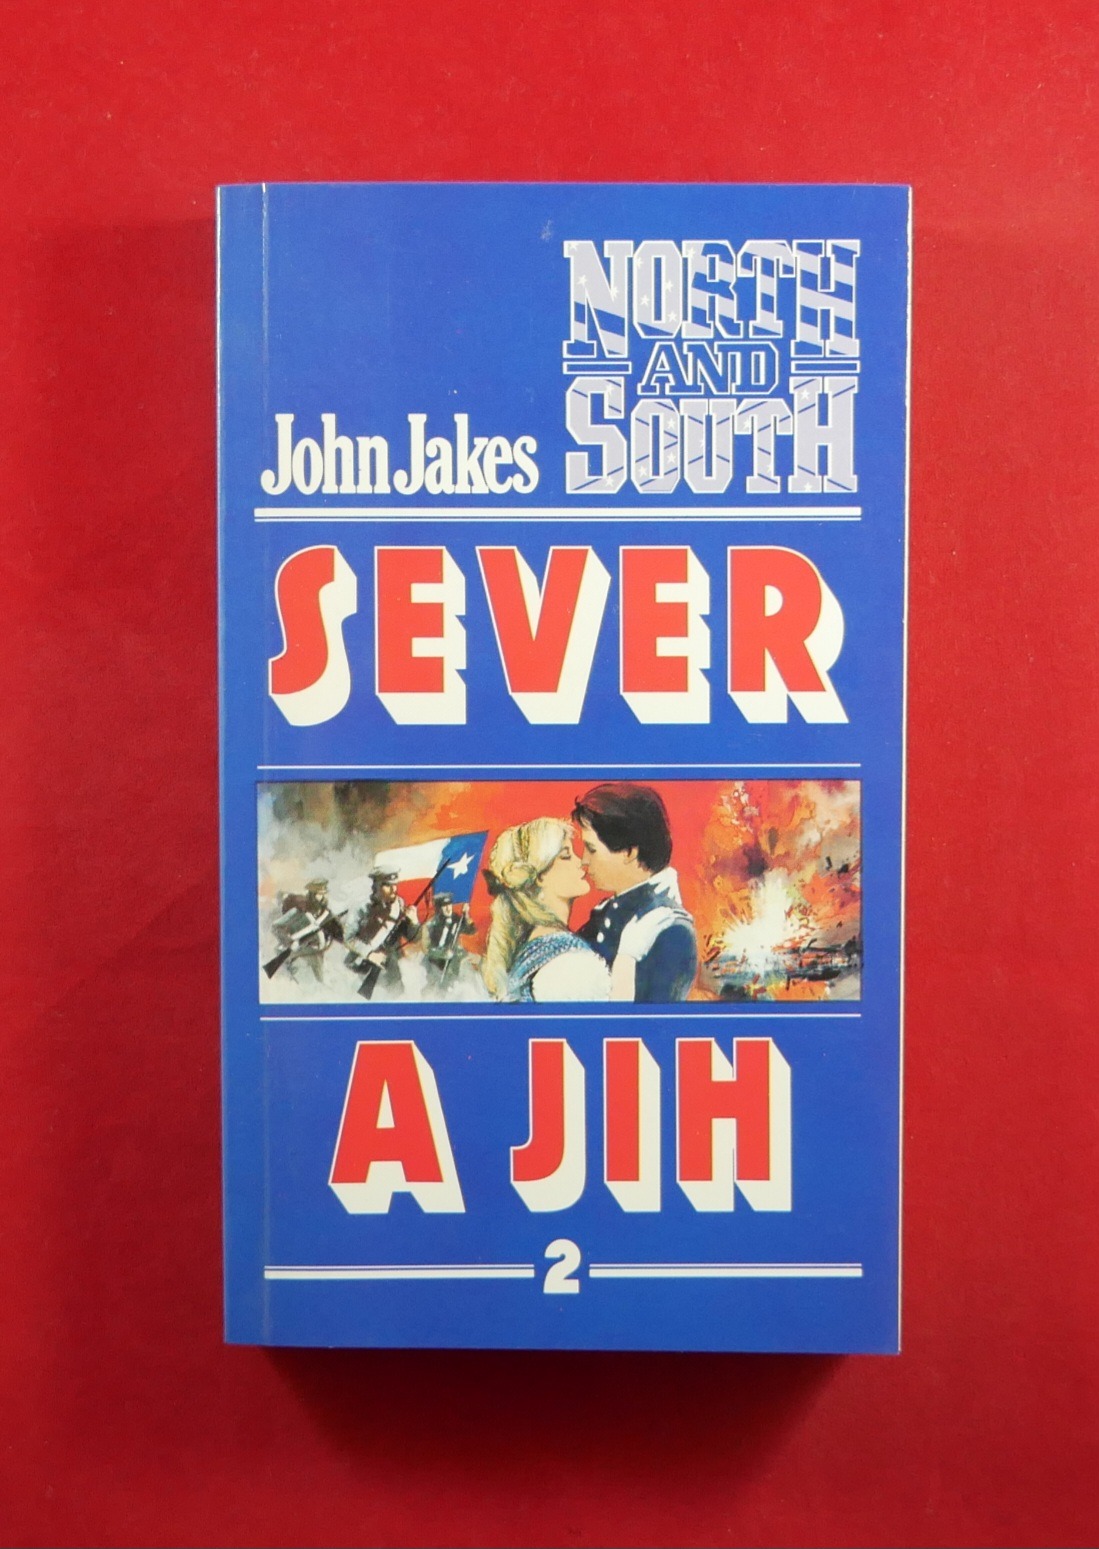 NORTH
AND
SOUTH
John Jakes
SEVER
A JIH
2